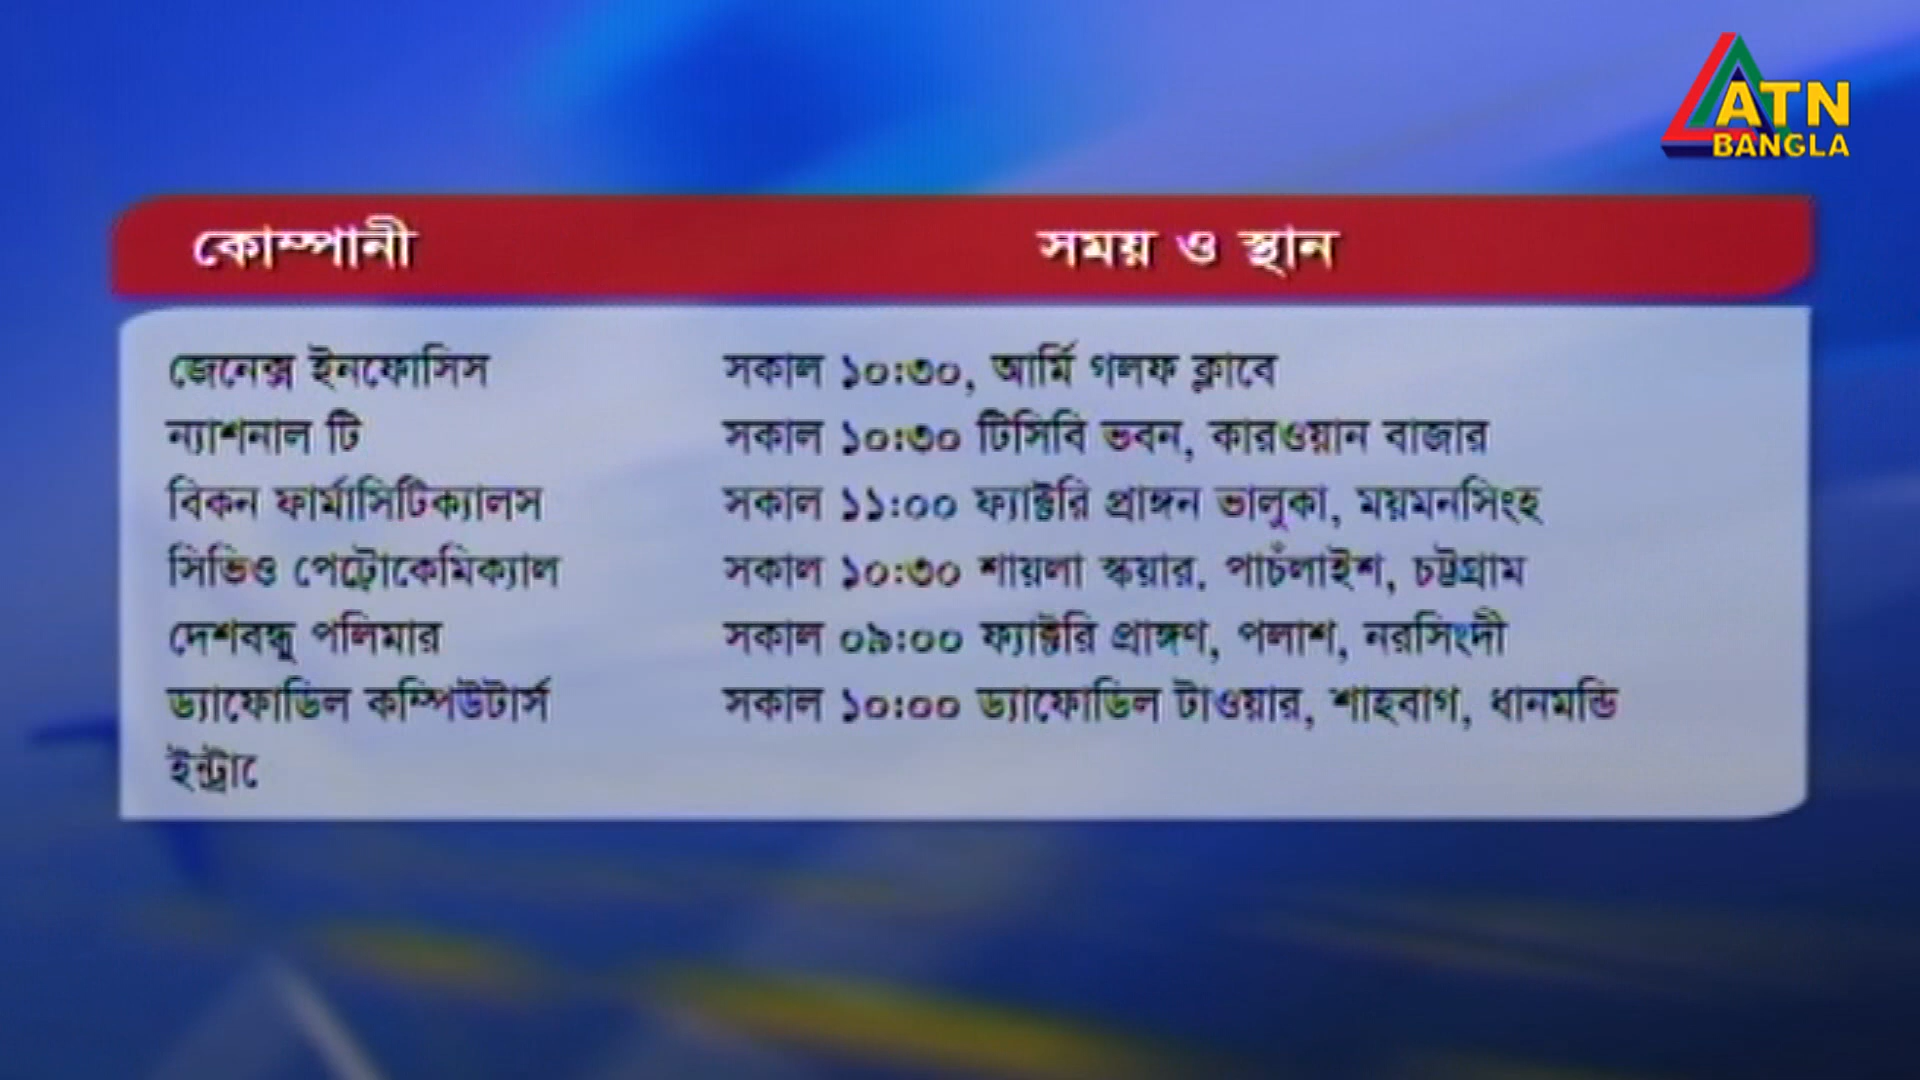 ATN
BANGLA
কোম্পানী সময় ও স্থান
জেনেক্স ইনফোসিস সকাল ১০:৩০, আর্মি গলফ ক্লাবে
ন্যাশনাল টি সকাল ১০:৩০ টিসিবি ভবন, কারওয়ান বাজার
বিকন ফার্মাসিটিক্যালস সকাল ১১:০০ ফ্যাক্টরি প্রাঙ্গন ভালুকা, ময়মনসিংহ
সিভিও পেট্রোকেমিক্যাল সকাল ১০:৩০ শায়লা স্কয়ার. পাচঁলাইশ, চট্টগ্রাম
দেশবন্ধু পলিমার সকাল ০৯:০০ ফ্যাক্টরি প্রাঙ্গণ, পলাশ, নরসিংদী
ড্যাফোডিল কম্পিউটার্স সকাল ১০:০০ ড্যাফোডিল টাওয়ার, শাহবাগ, ধানমন্ডি
ইন্ট্রাে